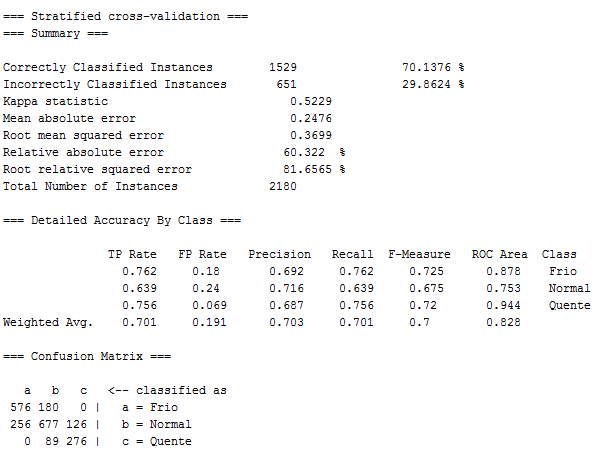 === Stratified cross-validation ===
=== Summary ===
Correctly Classified Instances 1529 70.1376 %
Incorrectly Classified Instances 651 29.8624 %
Kappa statistic 0.5229
Mean absolute error 0.2476
Root mean squared error 0.3699
Relative absolute error 60.322 %
Root relative squared error 81.6565 %
Total Number of Instances 2180
=== Detailed Accuracy By Class ===
TP Rate FP Rate Precision Recall F-Measure ROC Area Class
0.762 0.18 0.692 0.762 0.725 0.878 Frio
0.639 0.24 0.716 0.639 0.675 0.753 Normal
0.756 0.069 0.687 0.756 0.72 0.944 Quente
Weighted Avg. 0.701 0.191 0.703 0.701 0.7 0.828
=== Confusion Matrix ===
a b c <-- classified as
576 180 0 | a = Frio
256 677 126 | b = Normal
0 89 276 | c = Quente